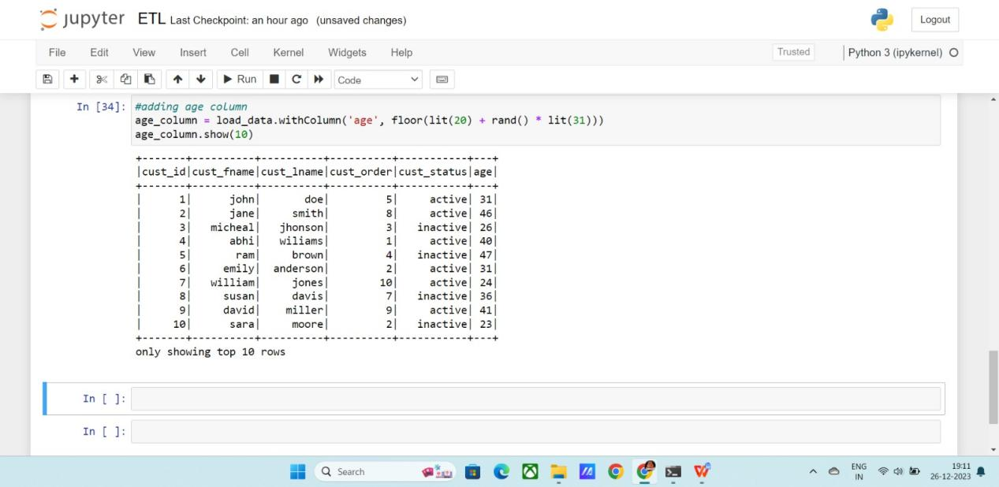 jupyter ETL Last Checkpoint: an hour ago (unsaved changes) Logout
File Edit View Insert Cell Kernel Widgets Help Trusted Python 3 (ipykernel)
Run Code
In [34]: #adding age column
age_column = load_data.withColumn('age', floor(lit(20) + rand() * lit(31)))
age_column.show(10)
+-------+----------+----------+----------+-----------+---+
|cust_id|cust_fname|cust_lname|cust_order|cust_status|age|
+-------+----------+----------+----------+-----------+---+
|      1|      john|       doe|         5|     active| 31|
|      2|      jane|     smith|         8|     active| 46|
|      3|   micheal|   jhonson|         3|   inactive| 26|
|      4|      abhi|   wiliams|         1|     active| 40|
|      5|       ram|     brown|         4|   inactive| 47|
|      6|     emily|  anderson|         2|     active| 31|
|      7|   william|     jones|        10|     active| 24|
|      8|     susan|     davis|         7|   inactive| 36|
|      9|     david|    miller|         9|     active| 41|
|     10|      sara|     moore|         2|   inactive| 23|
+-------+----------+----------+----------+-----------+---+
only showing top 10 rows
In [ ]:
In [ ]:
Search
ENG
IN
19:11
26-12-2023